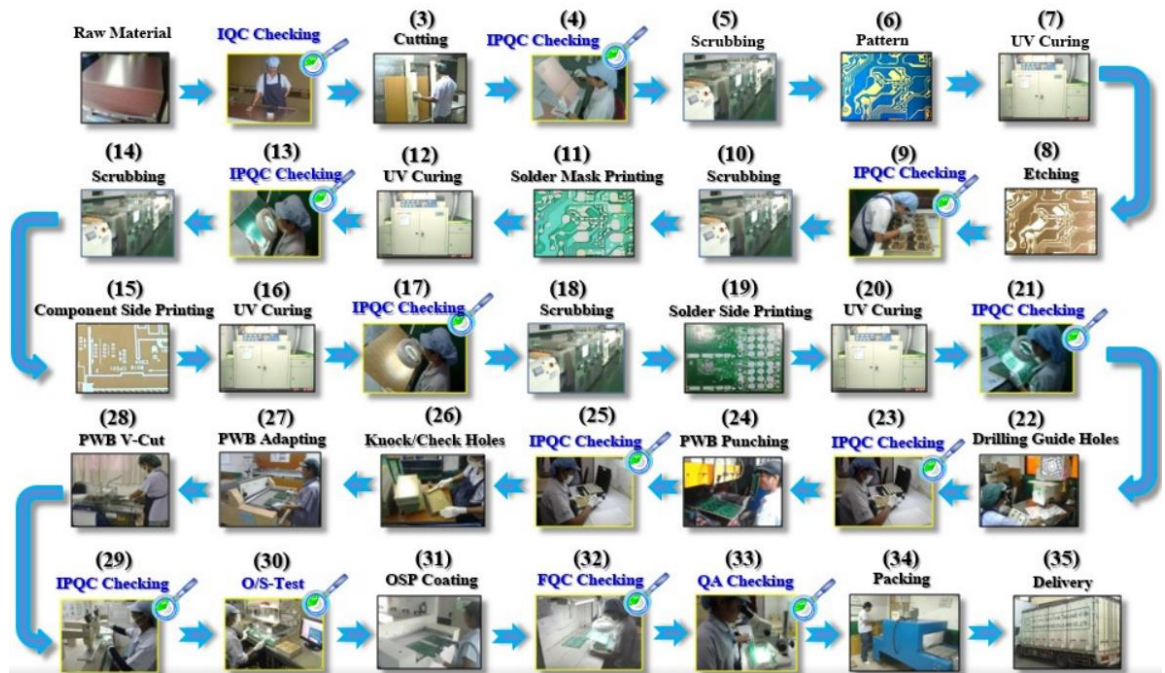 Raw Material
IQC Checking
(3)
Cutting
(4)
IPQC Checking
(5)
Scrubbing
(6)
Pattern
(7)
UV Curing
(8)
Etching
(9)
IPQC Checking
(10)
Scrubbing
(11)
Solder Mask Printing
(12)
UV Curing
(13)
IPQC Checking
(14)
Scrubbing
(15)
Component Side Printing
(16)
UV Curing
(17)
IPQC Checking
(18)
Scrubbing
(19)
Solder Side Printing
(20)
UV Curing
(21)
IPQC Checking
(22)
Drilling Guide Holes
(23)
IPQC Checking
(24)
PWB Punching
(25)
IPQC Checking
(26)
Knock/Check Holes
(27)
PWB Adapting
(28)
PWB V-Cut
(29)
IPQC Checking
(30)
O/S-Test
(31)
OSP Coating
(32)
FQC Checking
(33)
QA Checking
(34)
Packing
(35)
Delivery